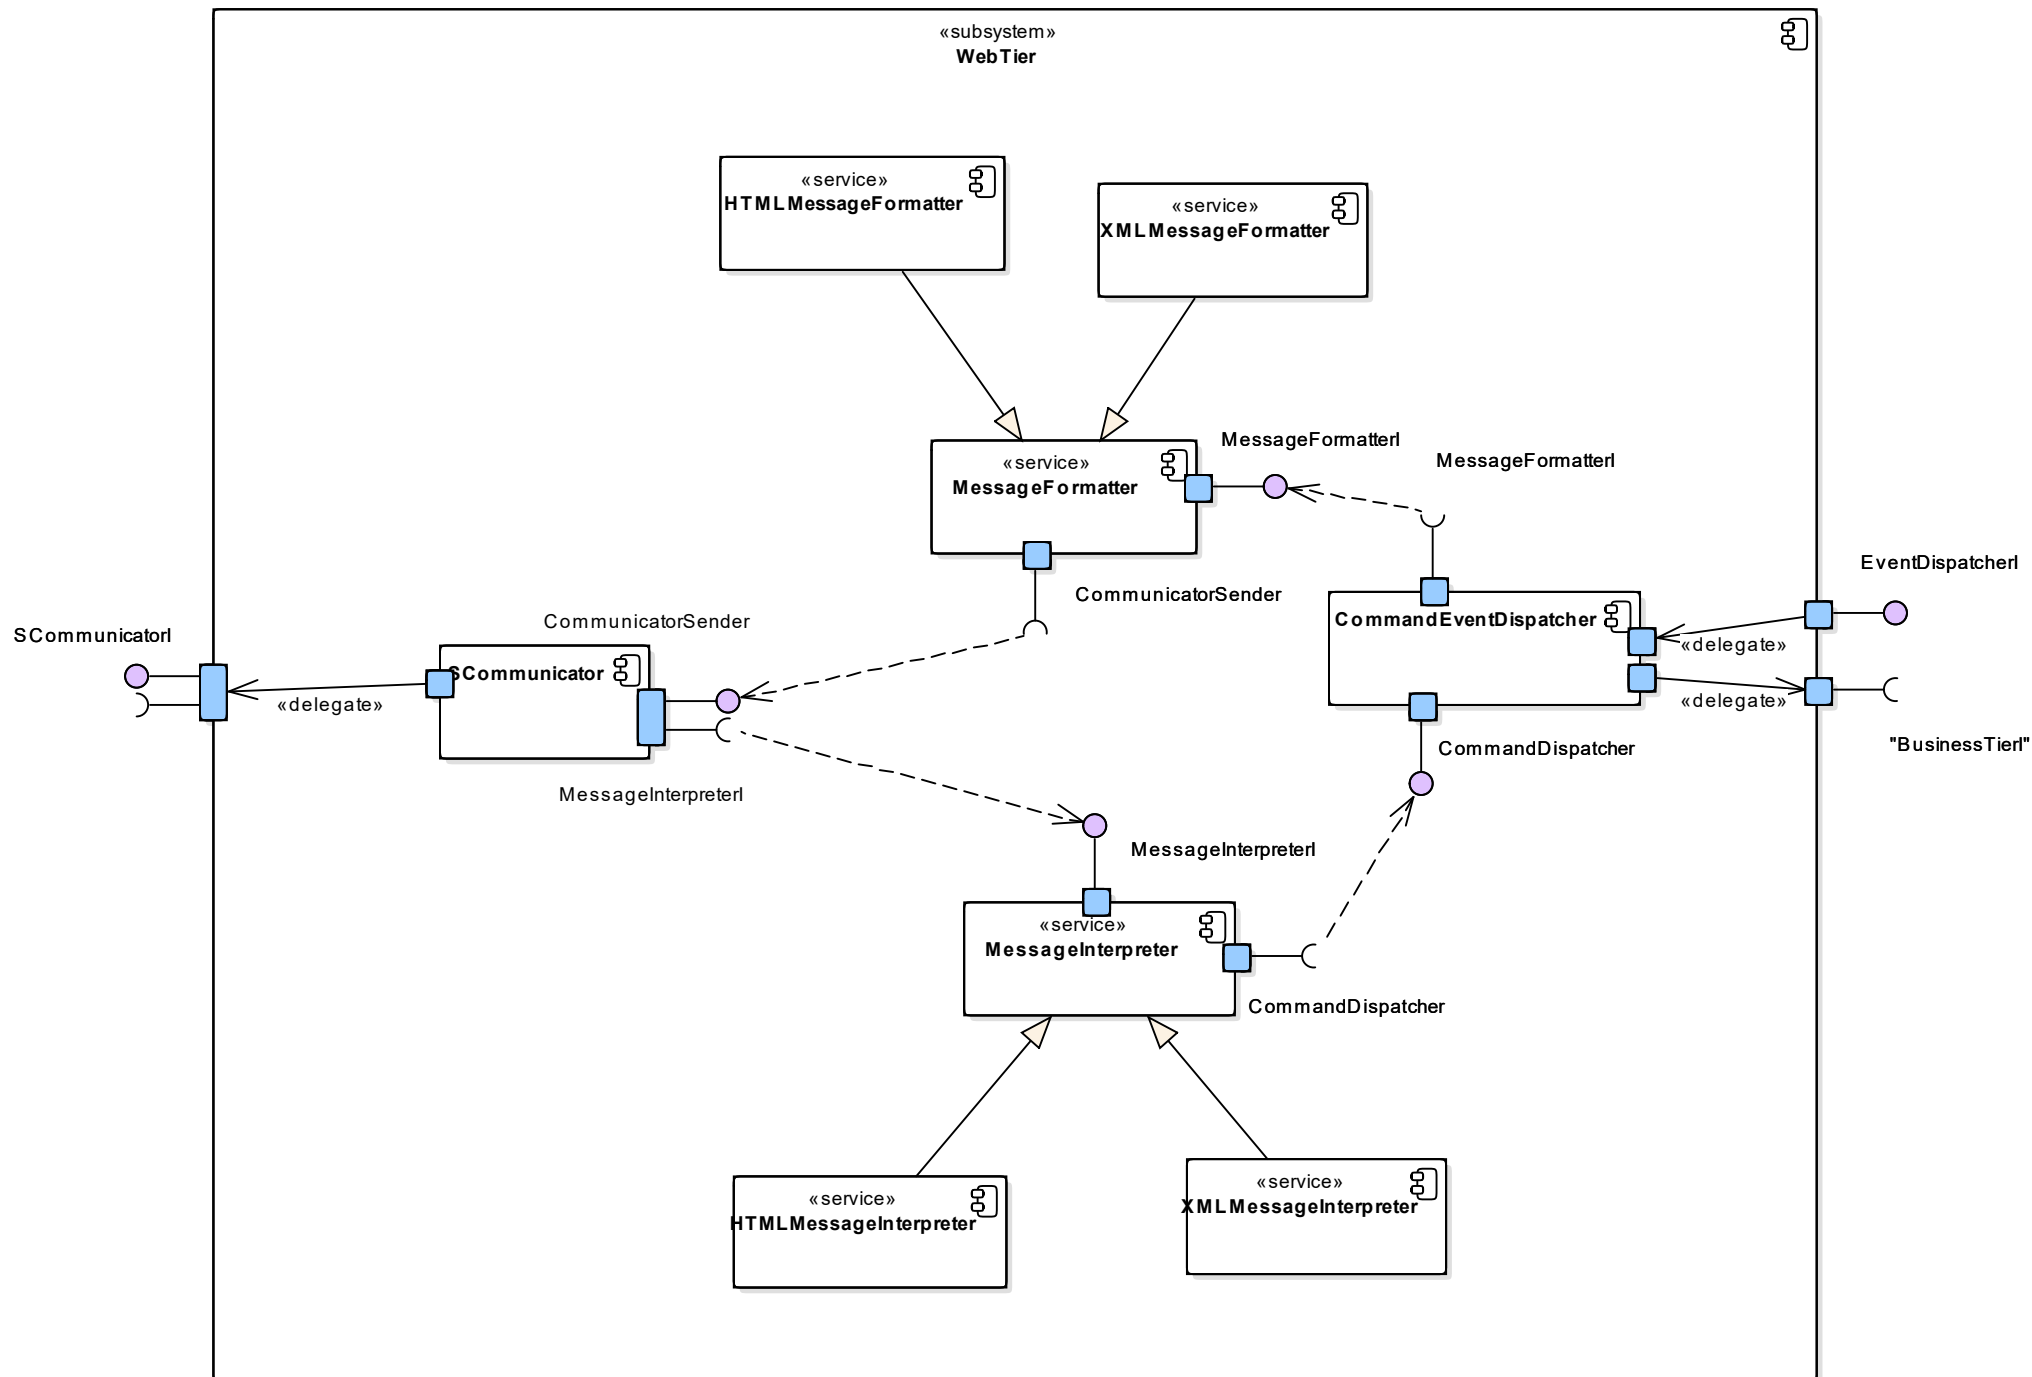 «subsystem»
WebTier
«service»
HTMLMessageFormatter
«service»
XMLMessageFormatter
MessageFormatterI
MessageFormatterI
«service»
MessageFormatter
EventDispatcherI
CommunicatorSender
CommunicatorSender
CommandEventDispatcher
SCommunicatorI
«delegate»
SCommunicator
«delegate»
«delegate»
"BusinessTierI"
CommandDispatcher
MessageInterpreterI
MessageInterpreterI
«service»
MessageInterpreter
CommandDispatcher
«service»
XMLMessageInterpreter
«service»
HTMLMessageInterpreter